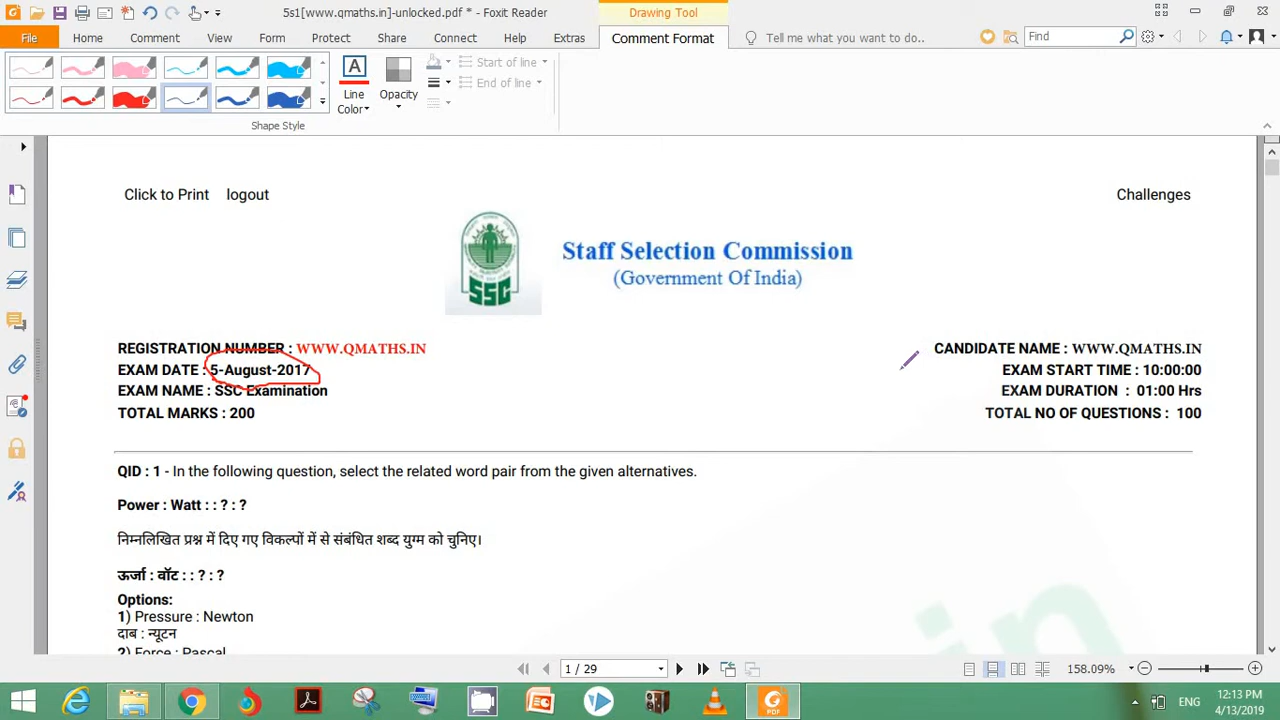 5s1[www.qmaths.in]-unlocked.pdf * - Foxit Reader
Drawing Tool
File Home Comment View Form Protect Share Connect Help Extras Comment Format Tell me what you want to do.. Find
Line Color
Opacity
Start of line
End of line
Shape Style
Click to Print logout Challenges
Staff Selection Commission
(Government Of India)
SSC
REGISTRATION NUMBER : WWW.QMATHS.IN
EXAM DATE : 5-August-2017
EXAM NAME : SSC Examination
TOTAL MARKS : 200
CANDIDATE NAME : WWW.QMATHS.IN
EXAM START TIME : 10:00:00
EXAM DURATION : 01:00 Hrs
TOTAL NO OF QUESTIONS : 100
QID : 1 - In the following question, select the related word pair from the given alternatives.
Power : Watt : : ? : ?
निम्नलिखित प्रश्न में दिए गए विकल्पों में से संबंधित शब्द युग्म को चुनिए।
ऊर्जा : वॉट : : ? : ?
Options:
1) Pressure : Newton
दाब : न्यूटन
2) Force : Pascal
1 / 29
158.09%
ENG
12:13 PM
4/13/2019